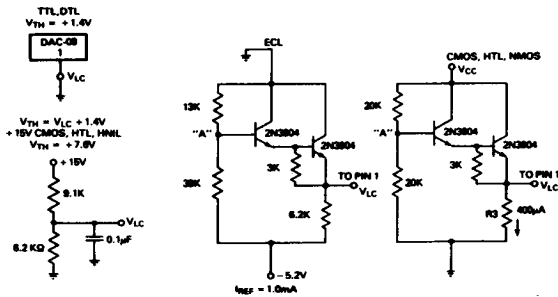 TTL, DTL
VTH = + 1.4V
DAC-08
1
VLC
VTH = VLC + 1.4V
+ 15V CMOS, HTL, HNIL
VTH = +7.6V
+ 15V
9.1K
VLC
6.2 KΩ
0.1μF
ECL
13K
"A"
2N3904
2N3904
3K
39K
TO PIN 1
VLC
6.2K
− 5.2V
IREF = 1.0mA
CMOS, HTL, NMOS
VCC
20K
"A"
2N3904
2N3904
3K
20K
TO PIN 1
VLC
R3
400μA